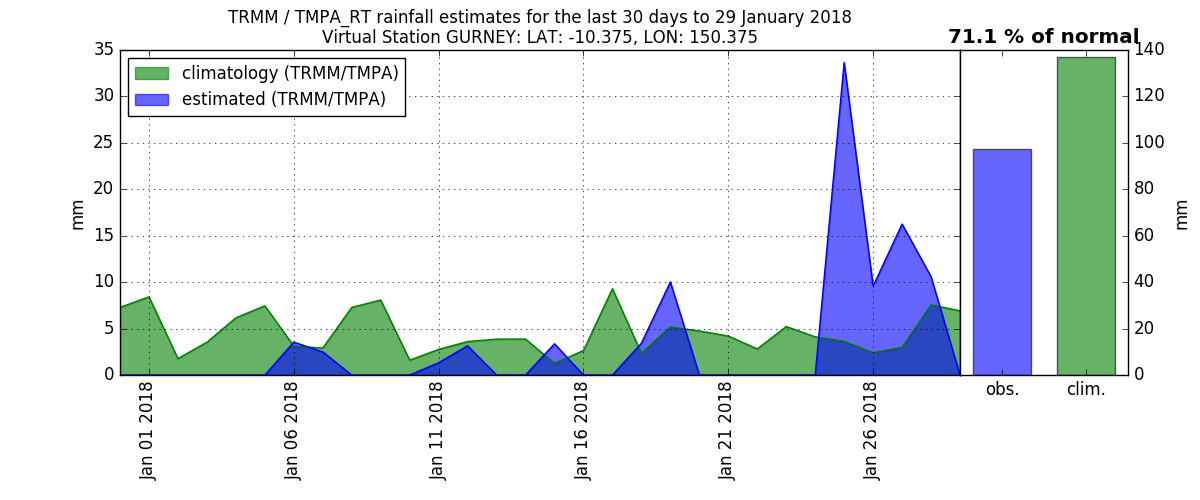 TRMM / TMPA_RT rainfall estimates for the last 30 days to 29 January 2018
Virtual Station GURNEY: LAT: -10.375, LON: 150.375
71.1 % of normal
climatology (TRMM/TMPA)
estimated (TRMM/TMPA)
35
30
25
20
15
10
5
0
mm
Jan 01 2018
Jan 06 2018
Jan 11 2018
Jan 16 2018
Jan 21 2018
Jan 26 2018
140
120
100
80
60
40
20
0
mm
obs.
clim.